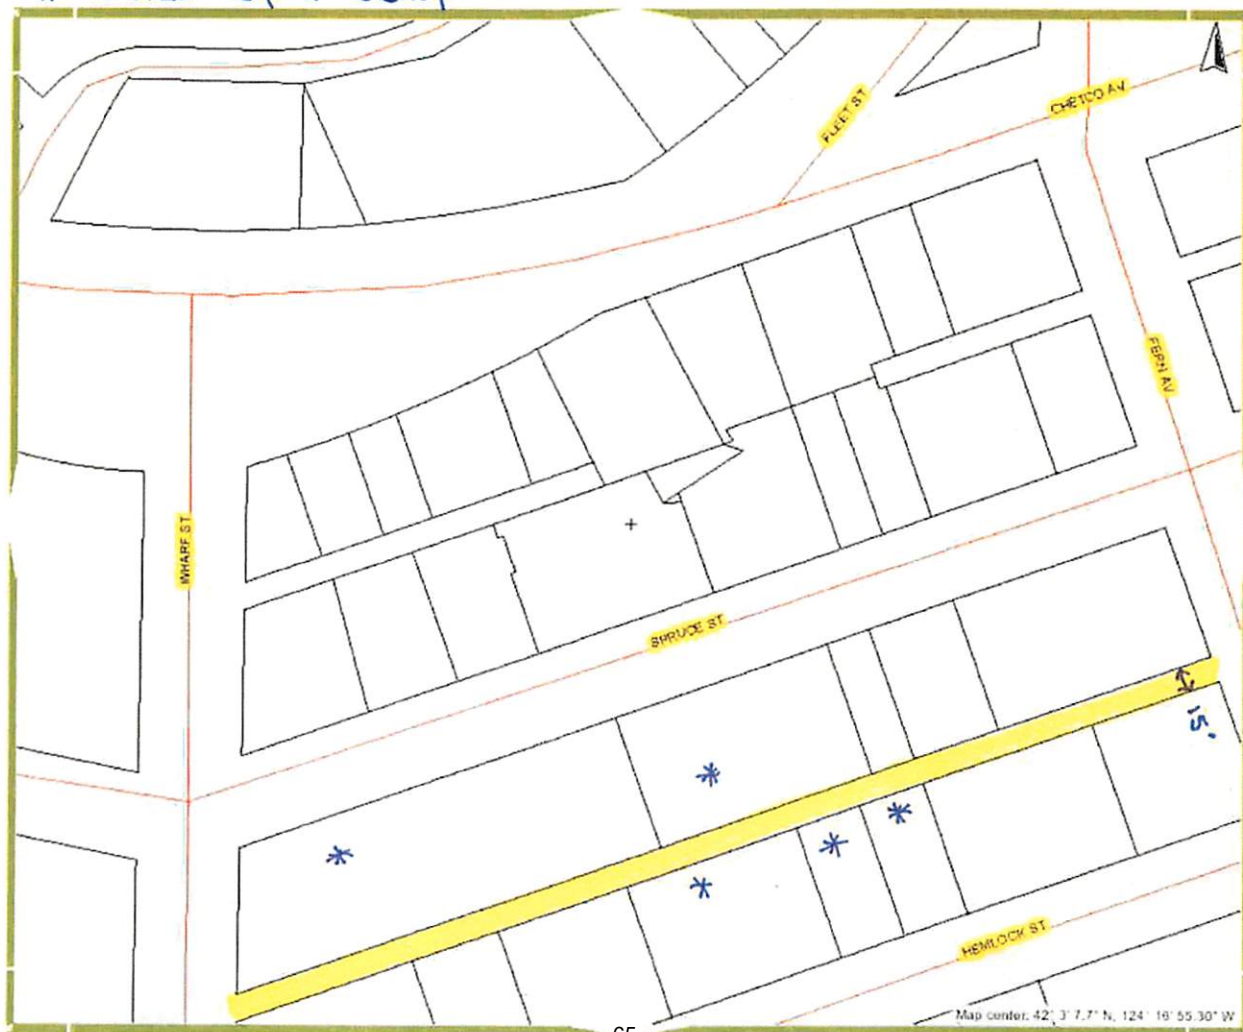 FLEET ST
CHETCO AV
FERN AV
WHARF ST
SPRUCE ST
15'
HEMLOCK ST
Map center: 42° 3' 7.7" N, 124° 16' 55.30" W
65